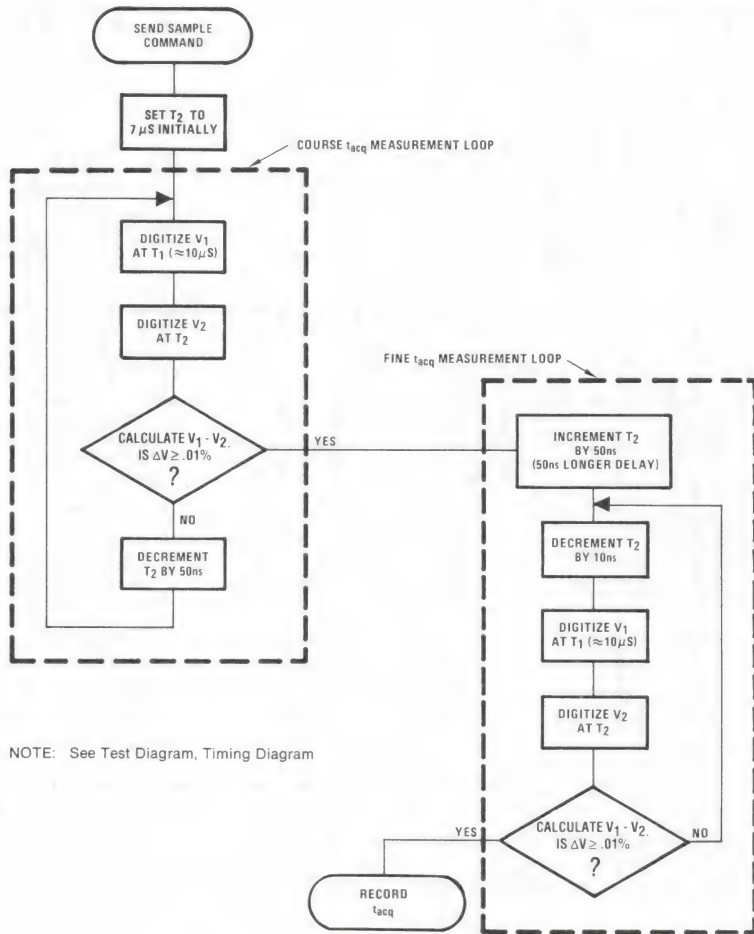 SEND SAMPLE
COMMAND
SET T2 TO
7 µS INITIALLY
COURSE tacq MEASUREMENT LOOP
DIGITIZE V1
AT T1 (≈10µS)
DIGITIZE V2
AT T2
CALCULATE V1 - V2.
IS ΔV ≥ .01%
?
YES
NO
DECREMENT
T2 BY 50ns
FINE tacq MEASUREMENT LOOP
INCREMENT T2
BY 50ns
(50ns LONGER DELAY)
DECREMENT T2
BY 10ns
DIGITIZE V1
AT T1 (≈10µS)
DIGITIZE V2
AT T2
CALCULATE V1 - V2.
IS ΔV ≥ .01%
?
NO
YES
RECORD
tacq
NOTE: See Test Diagram, Timing Diagram